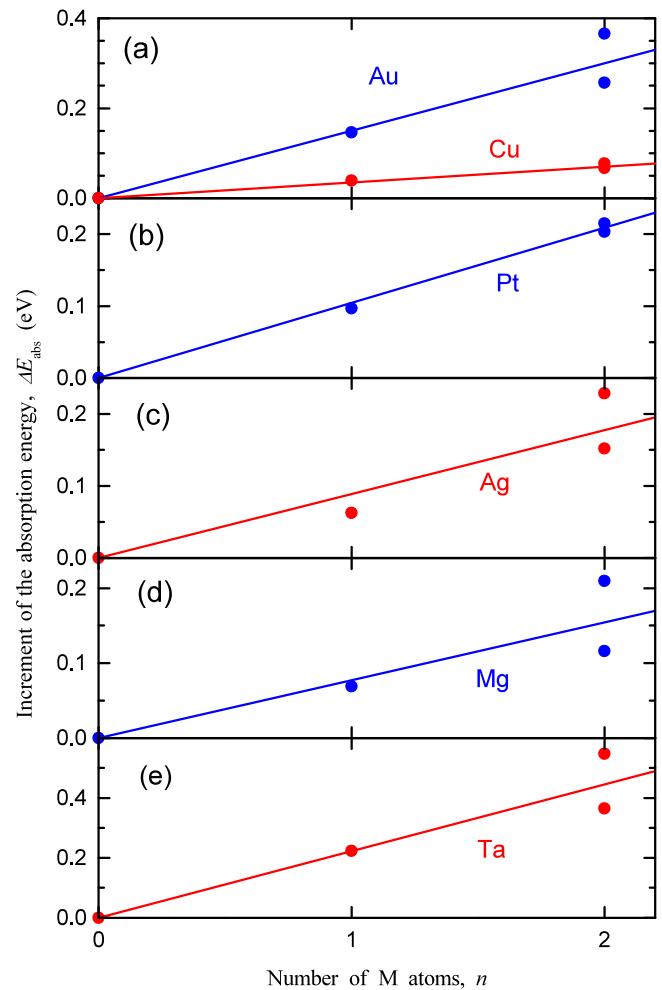 Increment of the absorption energy, ΔE_abs (eV)
0.4
(a)
Au
0.2
Cu
0.0
(b)
0.2
Pt
0.1
0.0
(c)
0.2
Ag
0.1
0.0
(d)
0.2
0.1
Mg
0.0
(e)
0.4
Ta
0.2
0.0
0 1 2
Number of M atoms, n